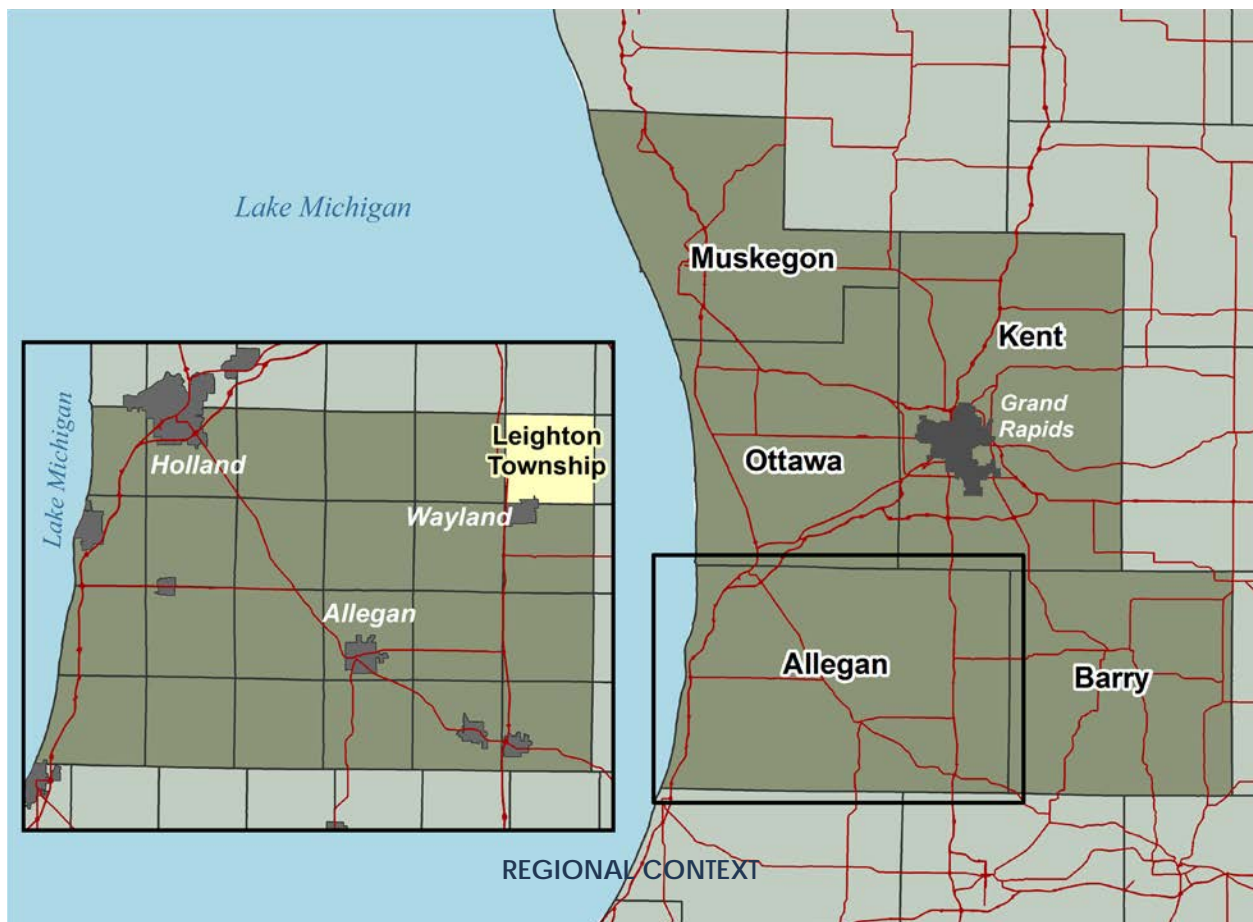 Lake Michigan
Muskegon
Kent
Grand
Rapids
Ottawa
Allegan
Barry
Lake Michigan
Holland
Leighton
Township
Wayland
Allegan
REGIONAL CONTEXT